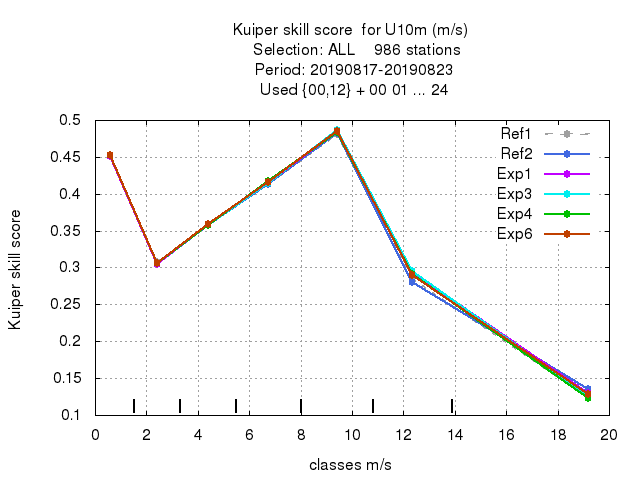 Kuiper skill score for U10m (m/s)
Selection: ALL 986 stations
Period: 20190817-20190823
Used {00,12} + 00 01 ... 24
Kuiper skill score
0.5
0.45
0.4
0.35
0.3
0.25
0.2
0.15
0.1
Ref1
Ref2
Exp1
Exp3
Exp4
Exp6
0 2 4 6 8 10 12 14 16 18 20
classes m/s